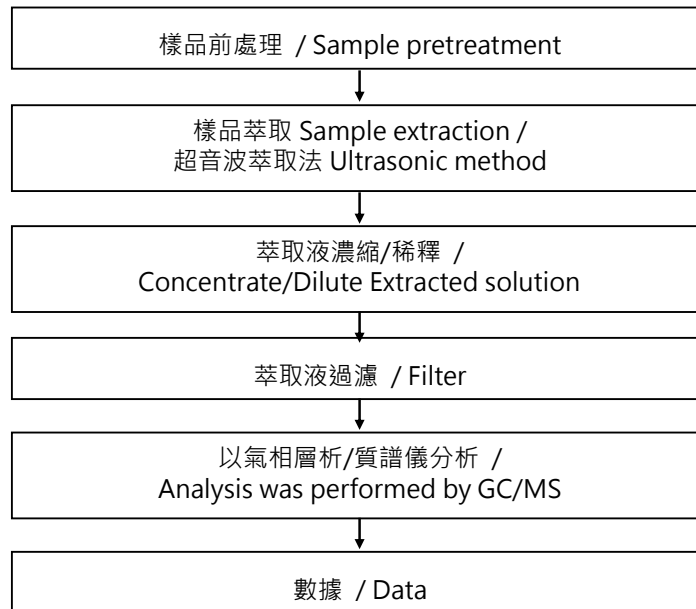 樣品前處理 / Sample pretreatment
樣品萃取 Sample extraction /
超音波萃取法 Ultrasonic method
萃取液濃縮/稀釋 /
Concentrate/Dilute Extracted solution
萃取液過濾 / Filter
以氣相層析/質譜儀分析 /
Analysis was performed by GC/MS
數據 / Data